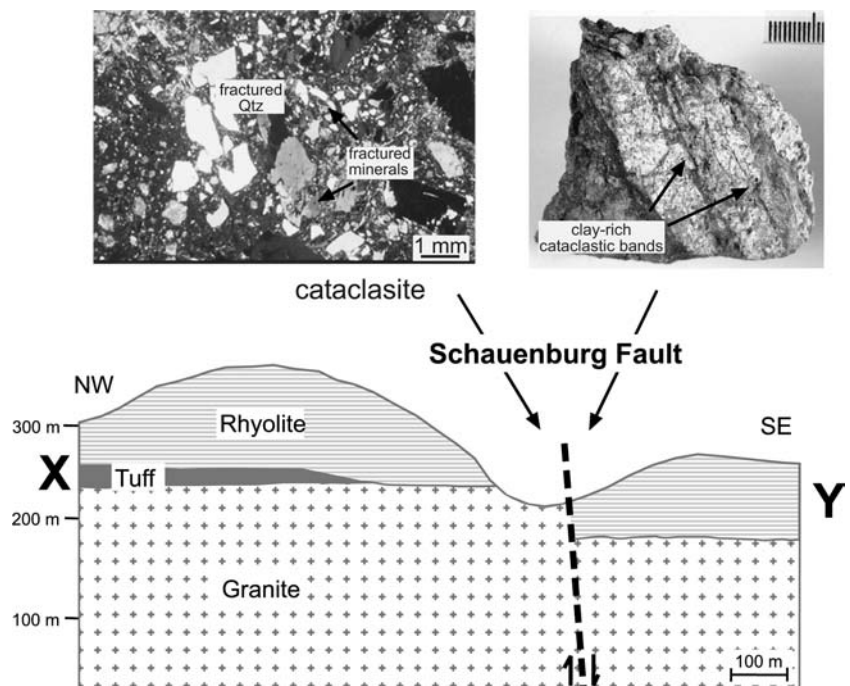 fractured
Qtz
fractured
minerals
1 mm
clay-rich
cataclastic bands
cataclasite
Schauenburg Fault
NW
SE
300 m
Rhyolite
X
Tuff
Y
200 m
Granite
100 m
100 m